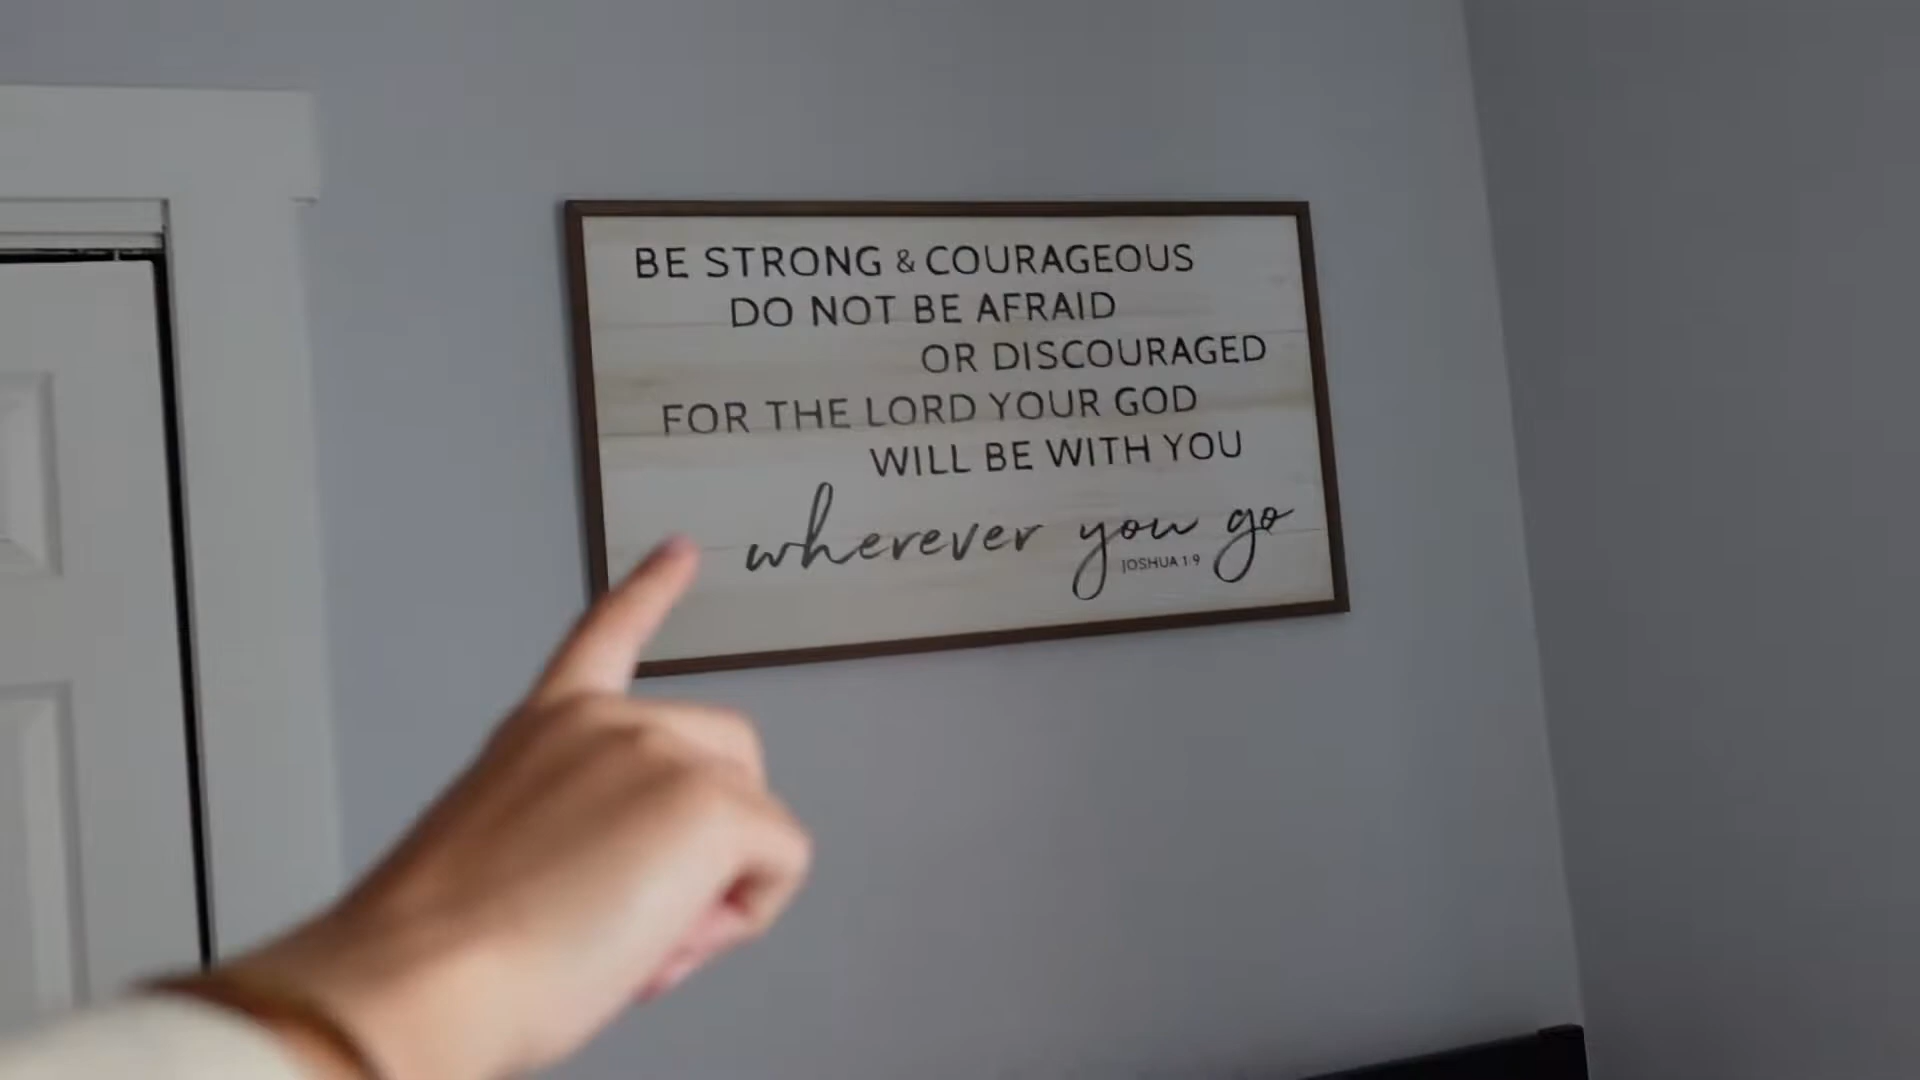 BE STRONG & COURAGEOUS
DO NOT BE AFRAID
OR DISCOURAGED
FOR THE LORD YOUR GOD
WILL BE WITH YOU
wherever you go
JOSHUA 1:9